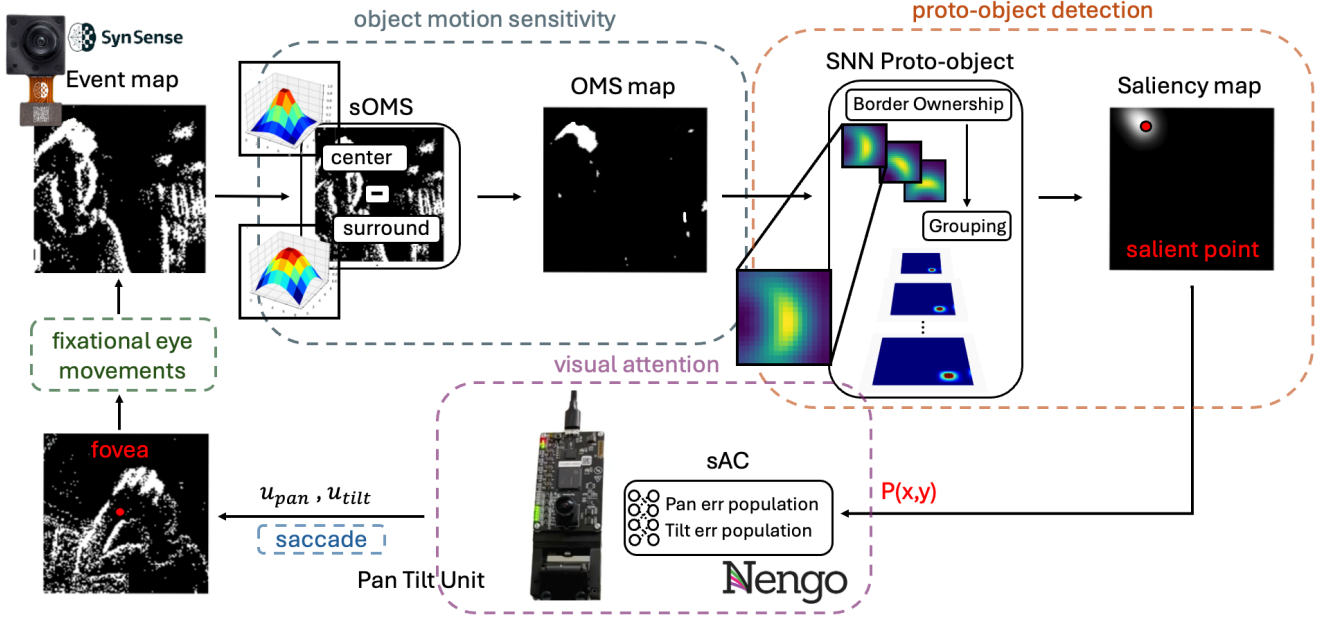 object motion sensitivity
proto-object detection
SynSense
Event map
sOMS
center
-
surround
OMS map
SNN Proto-object
Border Ownership
Grouping
Saliency map
salient point
fixational eye
movements
visual attention
fovea
u_pan , u_tilt
saccade
Pan Tilt Unit
sAC
Pan err population
Tilt err population
Nengo
P(x,y)